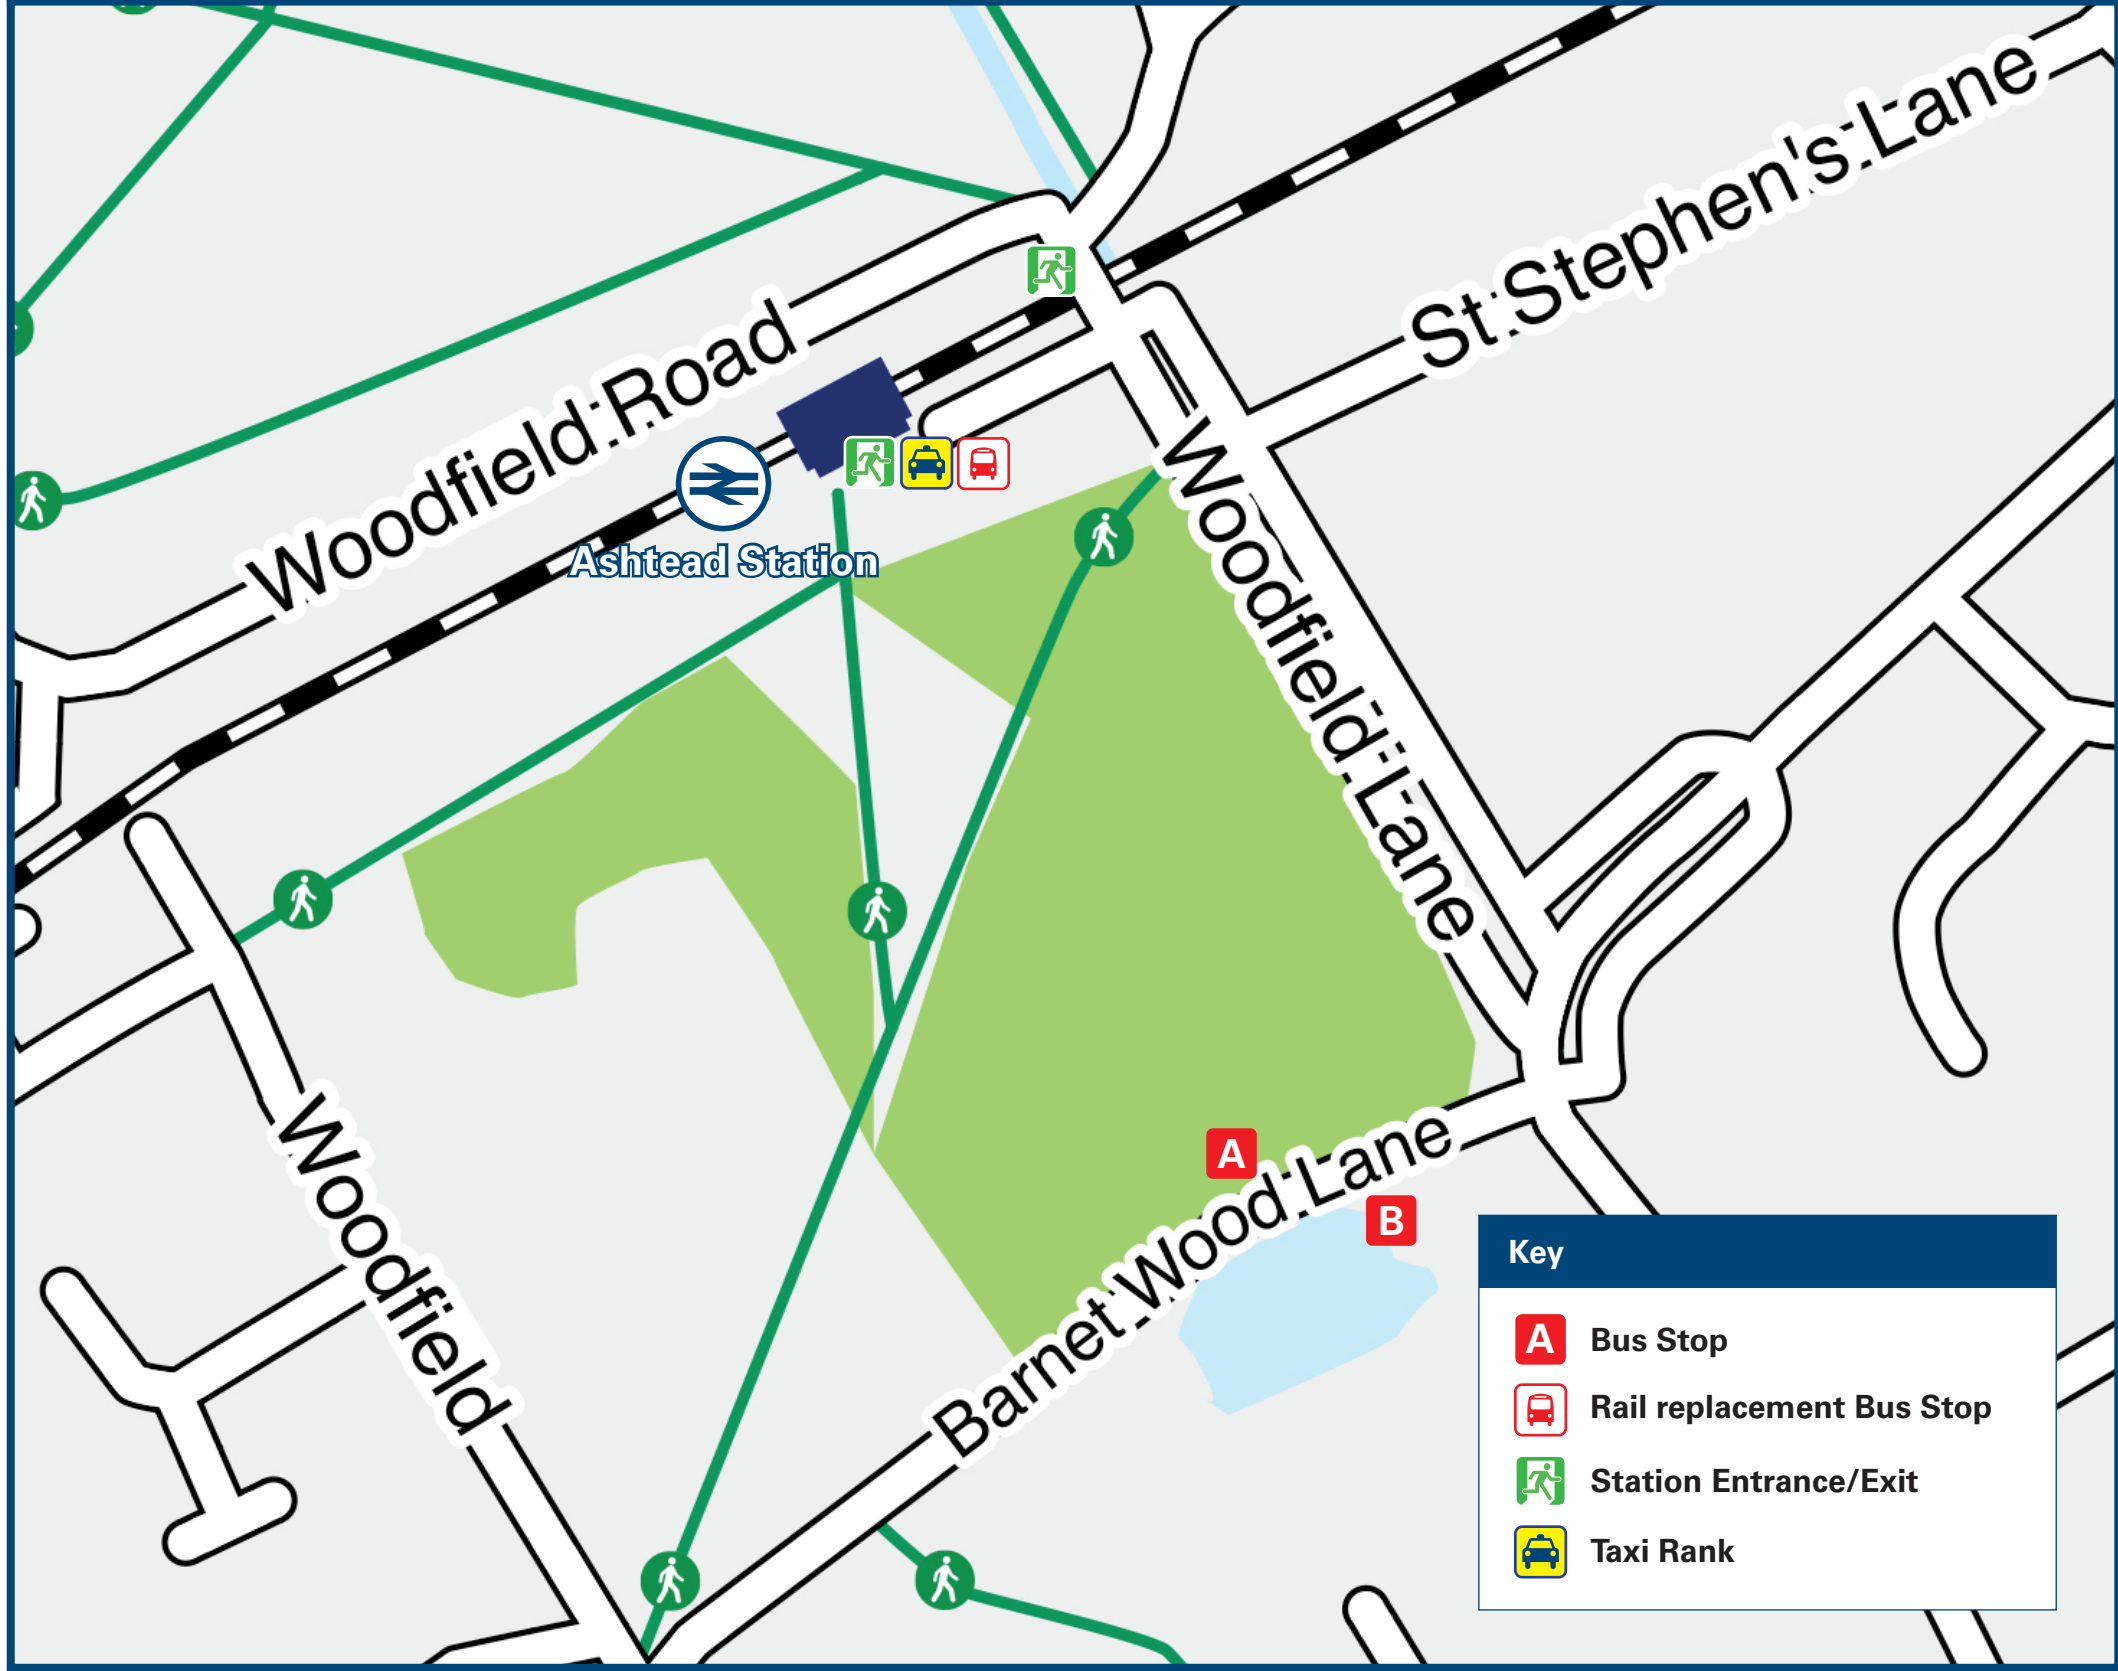 St Stephen's Lane
Woodfield Road
Ashtead Station
Woodfield Lane
Woodfield
A
Barnet Wood Lane
B
Key
A Bus Stop
Rail replacement Bus Stop
Station Entrance/Exit
Taxi Rank